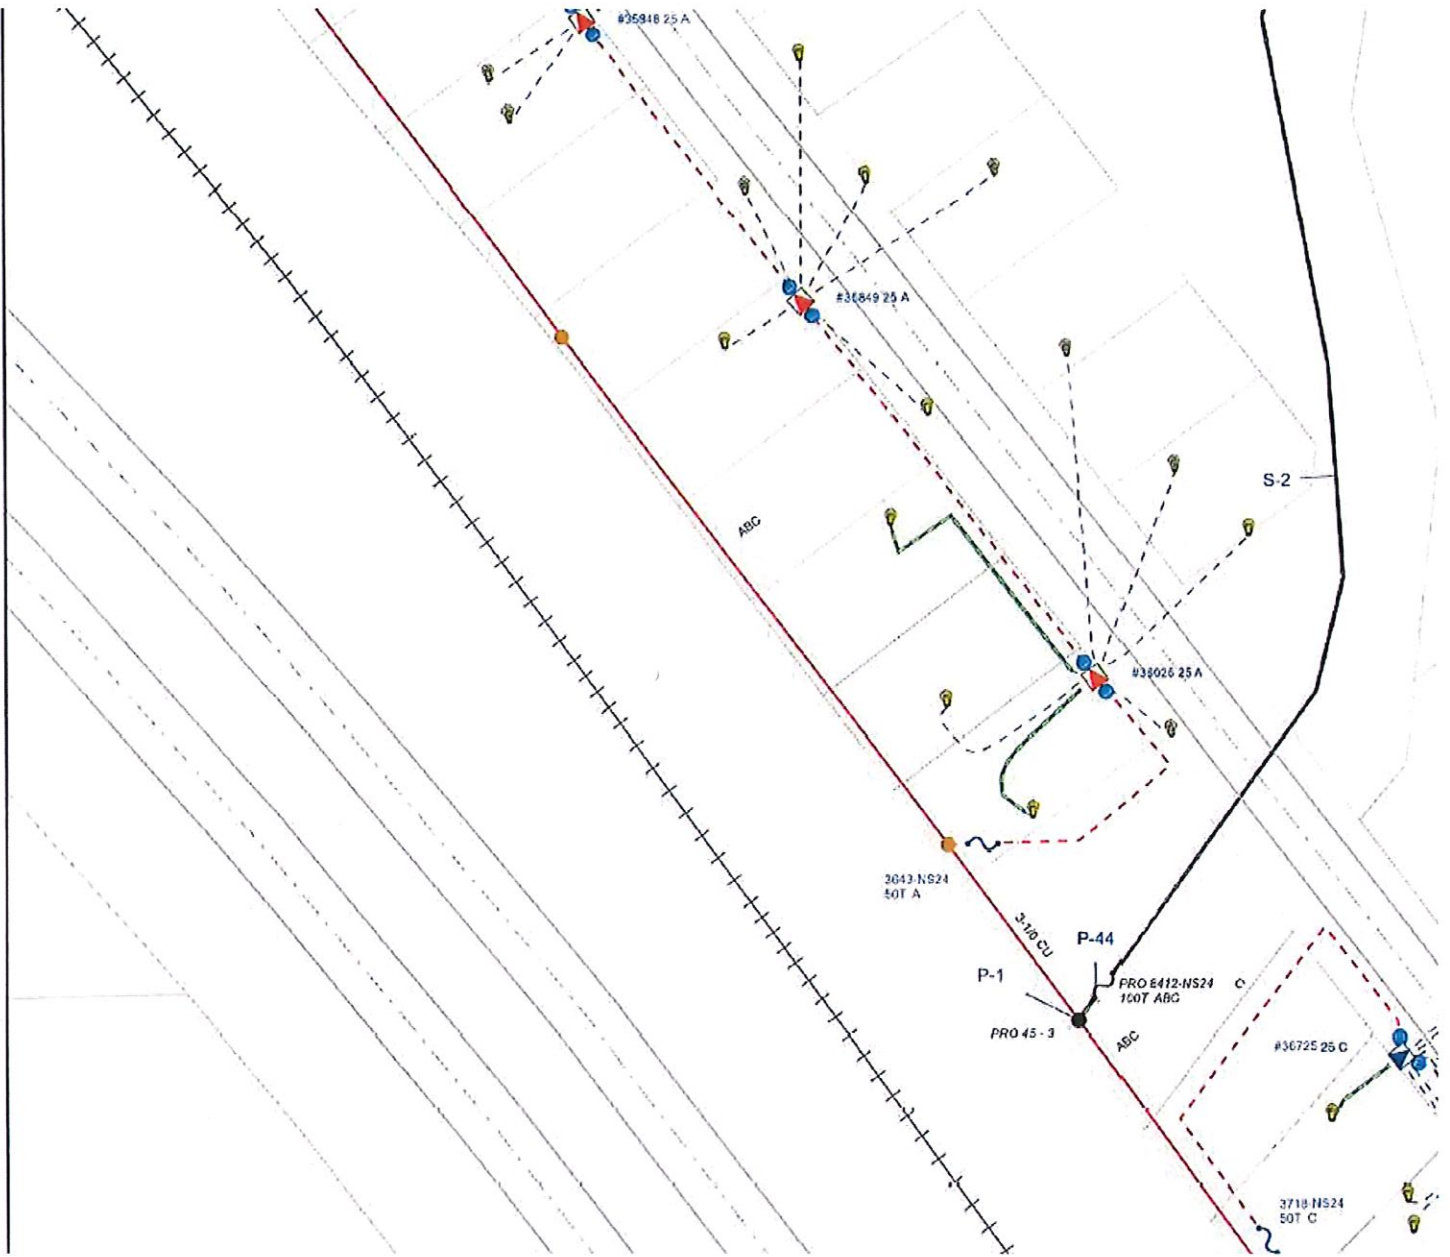 #35848 25 A
#35849 25 A
S-2
ABC
#36026 25 A
3643-NS24
50T A
3-1/0 CU
P-44
P-1
PRO 8412-NS24 C
100T ABC
PRO 45 - 3
ABC
#36725 25 C
3718-NS24
50T C